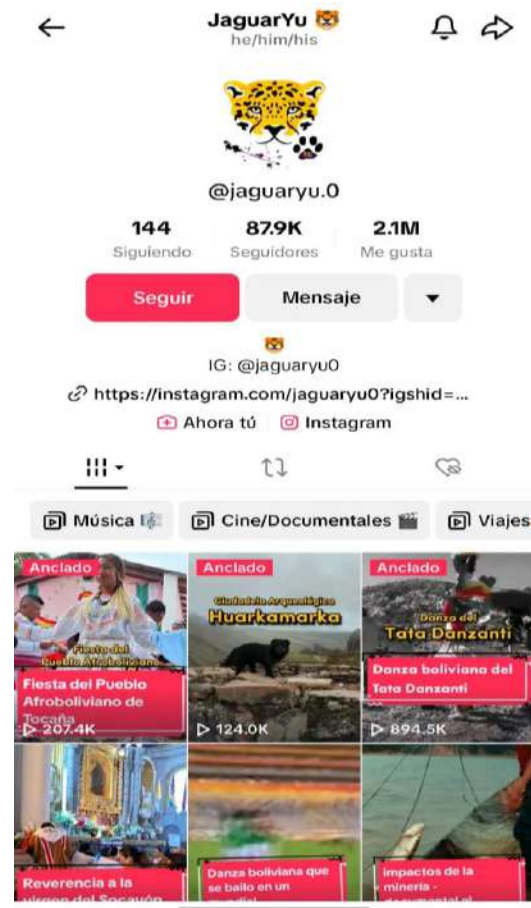 JaguarYu
he/him/his
@jaguaryu.0
144 87.9K 2.1M
Siguiendo Seguidores Me gusta
Seguir Mensaje
IG: @jaguaryu0
https://instagram.com/jaguaryu0?igshid=...
Ahora tú Instagram
Música Cine/Documentales Viajes
Anclado
Fiesta del
Pueblo Afroboliviano
Fiesta del Pueblo
Afroboliviano de
Tocaña
207.4K
Anclado
Ciudadela Arqueológica
Huarkamarka
124.0K
Anclado
Danza del
Tata Danzanti
Danza boliviana del
Tata Danzanti
894.5K
Reverencia a la
virgen del Socavón
Danza boliviana que
se bailo en un
mundial
impactos de la
mineria -
documental el